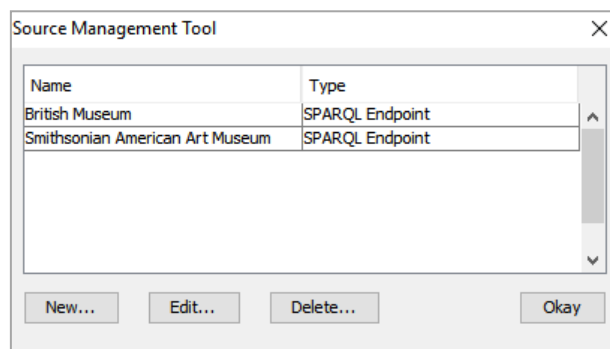 Source Management Tool
Name Type
British Museum SPARQL Endpoint
Smithsonian American Art Museum SPARQL Endpoint
New... Edit... Delete... Okay